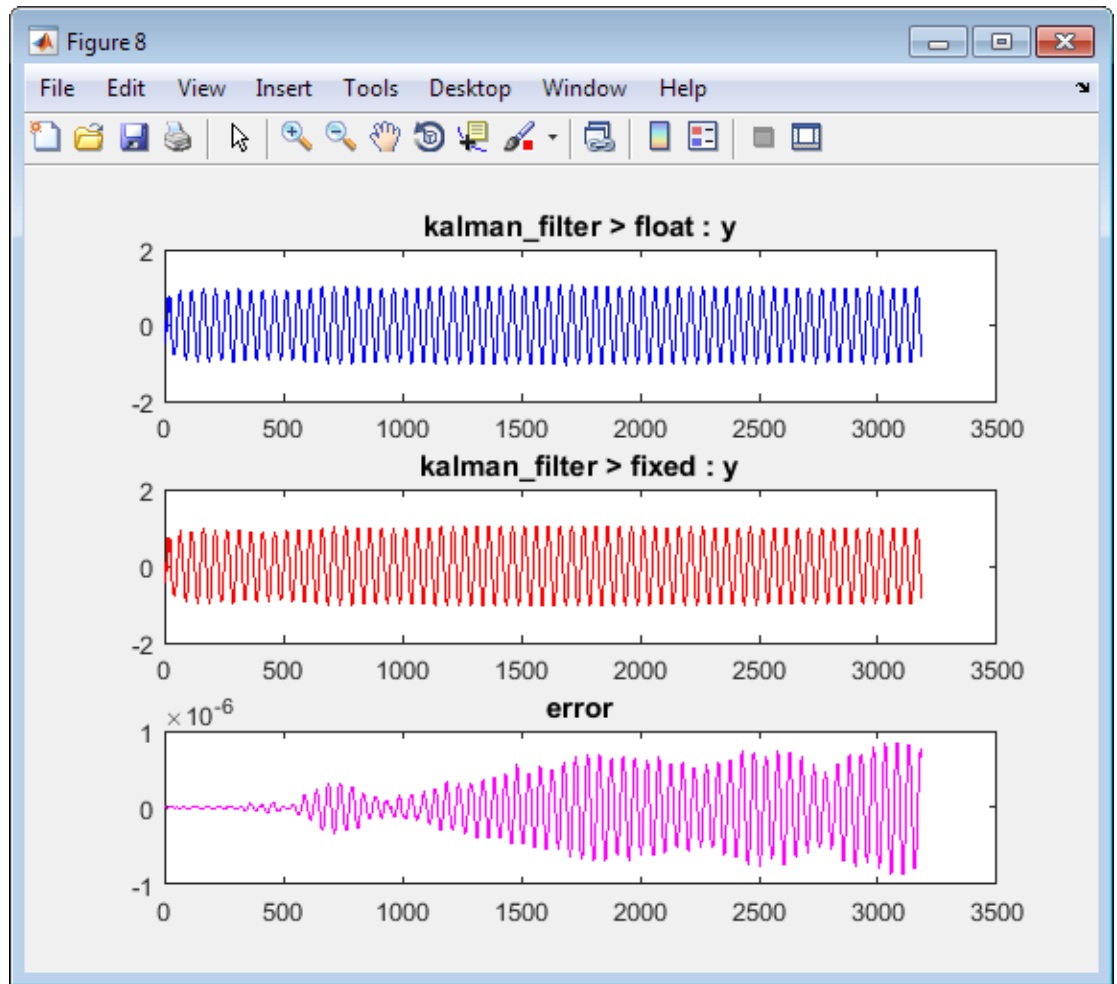 Figure 8
File Edit View Insert Tools Desktop Window Help
kalman_filter > float : y
2
0
-2
0 500 1000 1500 2000 2500 3000 3500
kalman_filter > fixed : y
2
0
-2
0 500 1000 1500 2000 2500 3000 3500
×10⁻⁶ error
1
0
-1
0 500 1000 1500 2000 2500 3000 3500